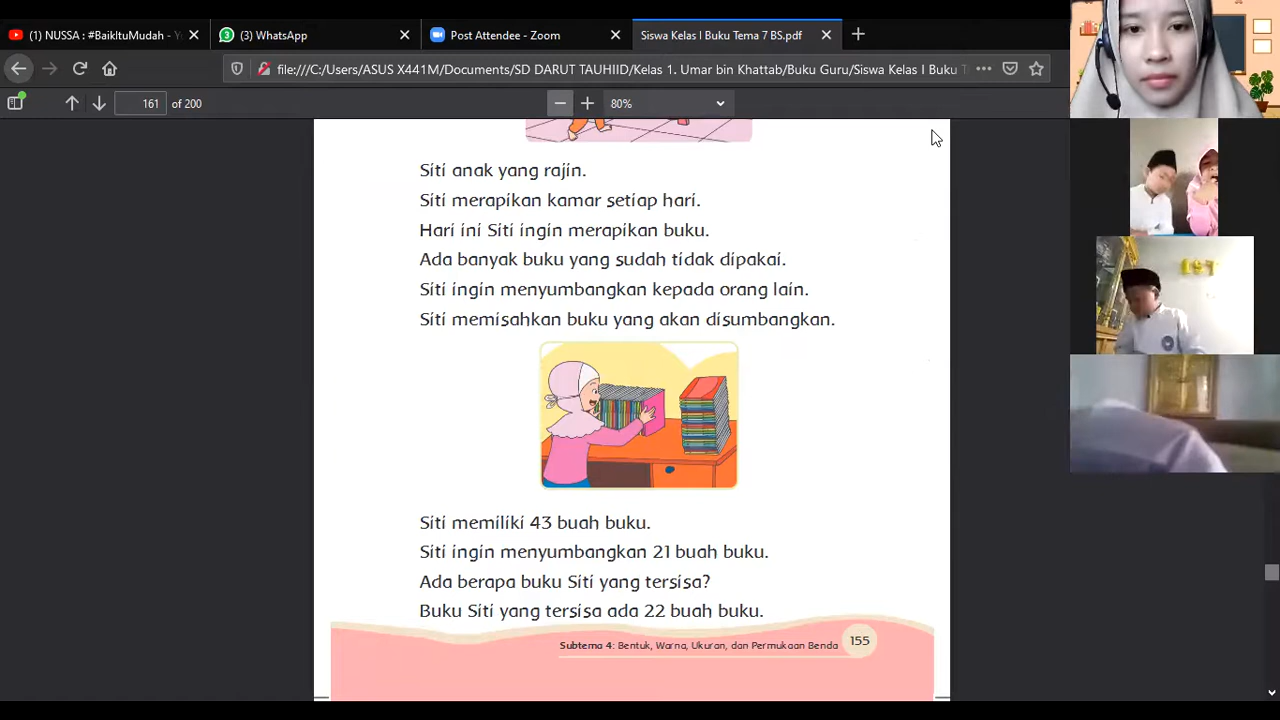 (1) NUSSA : #BaikItuMudah - Y
(3) WhatsApp
Post Attendee - Zoom
Siswa Kelas I Buku Tema 7 BS.pdf
file:///C:/Users/ASUS X441M/Documents/SD DARUT TAUHIID/Kelas 1. Umar bin Khattab/Buku Guru/Siswa Kelas I Buku
161 of 200
80%
Siti anak yang rajin.
Siti merapikan kamar setiap hari.
Hari ini Siti ingin merapikan buku.
Ada banyak buku yang sudah tidak dipakai.
Siti ingin menyumbangkan kepada orang lain.
Siti memisahkan buku yang akan disumbangkan.
Siti memiliki 43 buah buku.
Siti ingin menyumbangkan 21 buah buku.
Ada berapa buku Siti yang tersisa?
Buku Siti yang tersisa ada 22 buah buku.
Subtema 4: Bentuk, Warna, Ukuran, dan Permukaan Benda
155